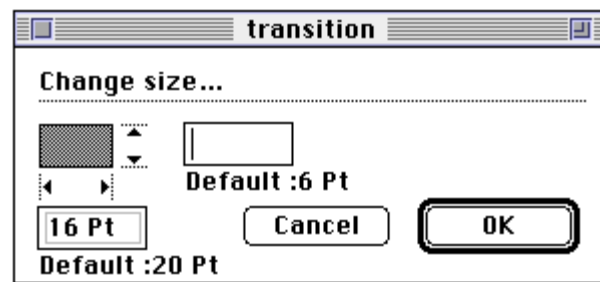 transition
Change size...
Default :6 Pt
16 Pt
Cancel
OK
Default :20 Pt